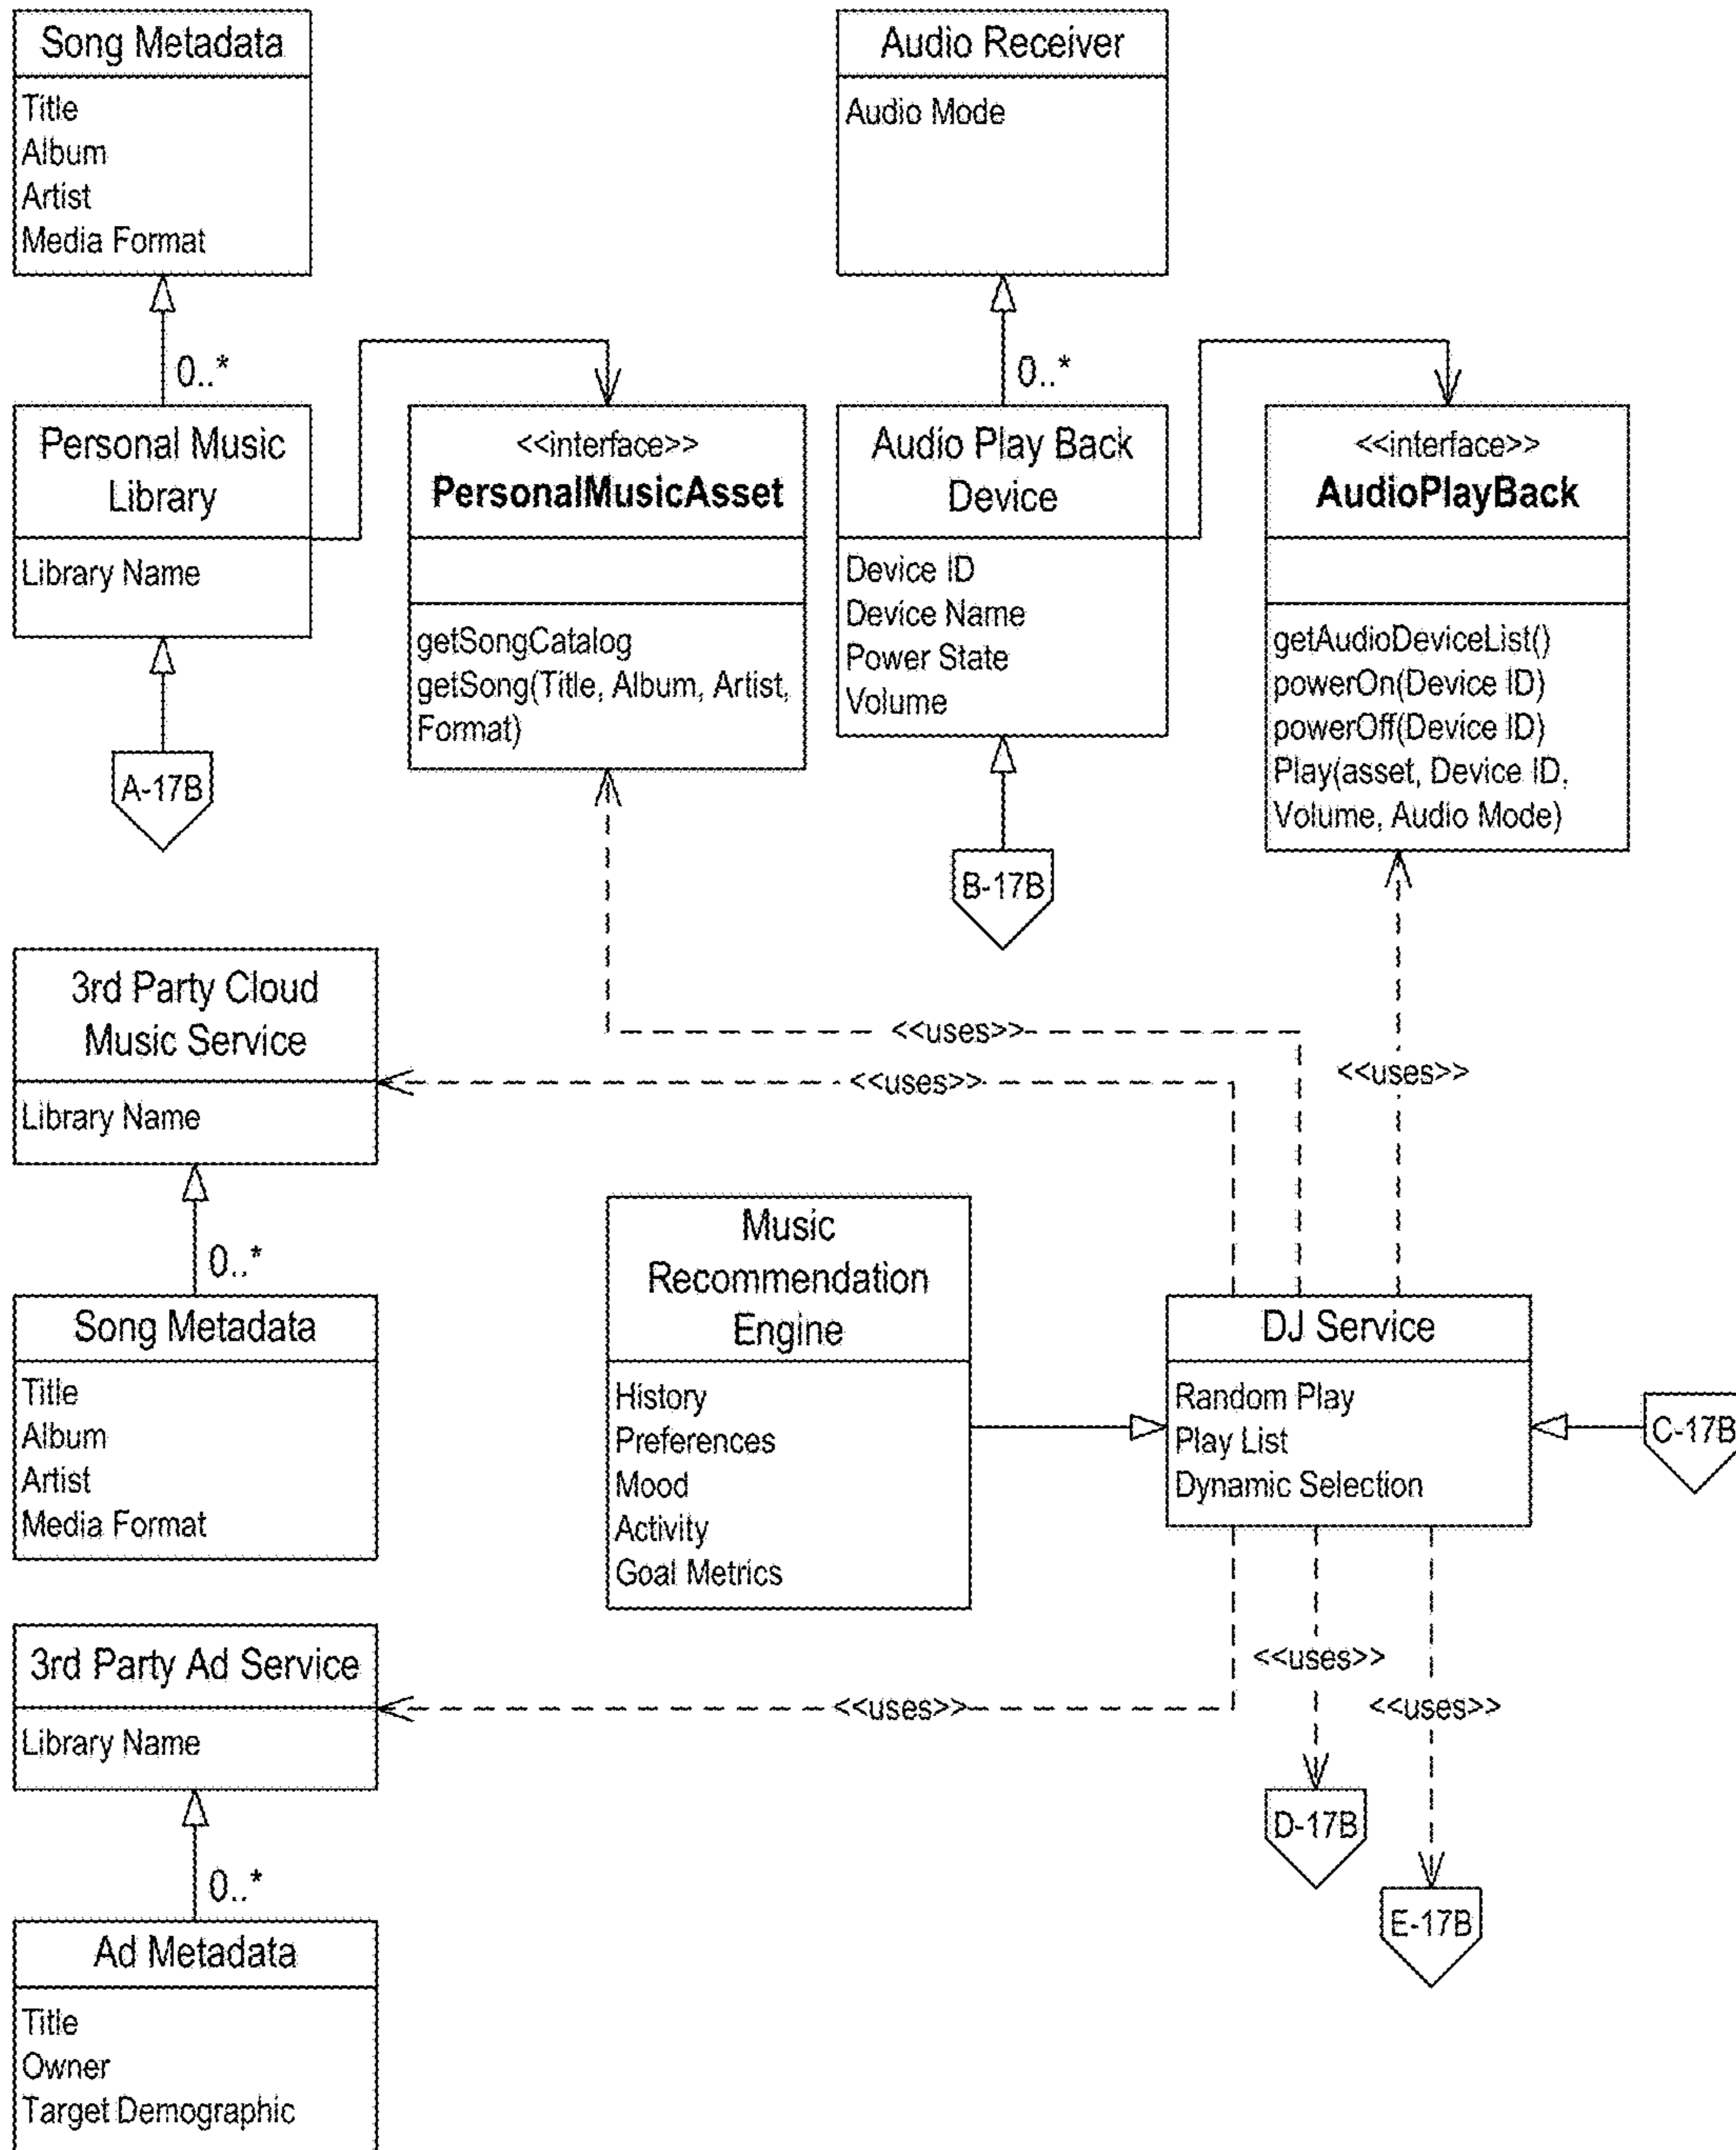 Song Metadata
Title
Album
Artist
Media Format
0..*
Personal Music
Library
Library Name
A-17B
<<interface>>
PersonalMusicAsset
getSongCatalog
getSong(Title, Album, Artist,
Format)
Audio Receiver
Audio Mode
0..*
Audio Play Back
Device
Device ID
Device Name
Power State
Volume
B-17B
<<interface>>
AudioPlayBack
getAudioDeviceList()
powerOn(Device ID)
powerOff(Device ID)
Play(asset, Device ID,
Volume, Audio Mode)
<<uses>>
<<uses>>
<<uses>>
3rd Party Cloud
Music Service
Library Name
0..*
Song Metadata
Title
Album
Artist
Media Format
Music
Recommendation
Engine
History
Preferences
Mood
Activity
Goal Metrics
DJ Service
Random Play
Play List
Dynamic Selection
C-17B
<<uses>>
<<uses>>
<<uses>>
D-17B
E-17B
3rd Party Ad Service
Library Name
0..*
Ad Metadata
Title
Owner
Target Demographic